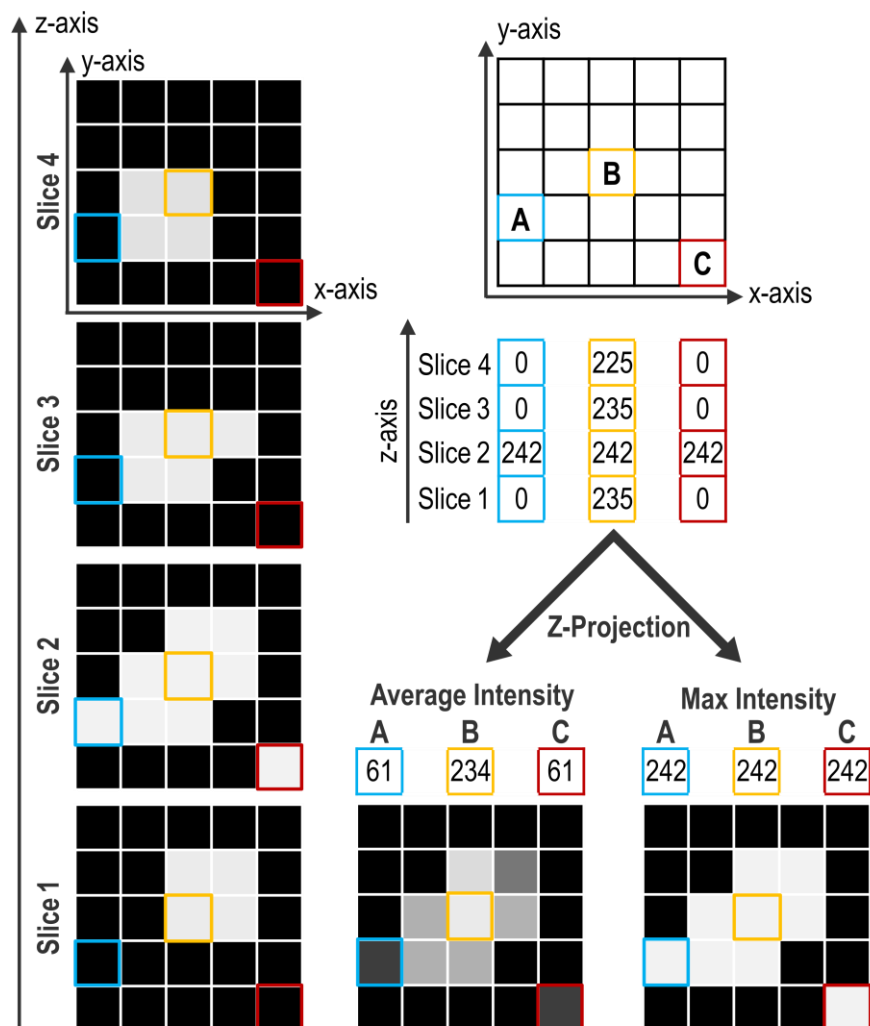 z-axis
y-axis
Slice 4
x-axis
Slice 3
Slice 2
Slice 1
y-axis
B
A
C
x-axis
z-axis
Slice 4 0 225 0
Slice 3 0 235 0
Slice 2 242 242 242
Slice 1 0 235 0
Z-Projection
Average Intensity
A B C
61 234 61
Max Intensity
A B C
242 242 242